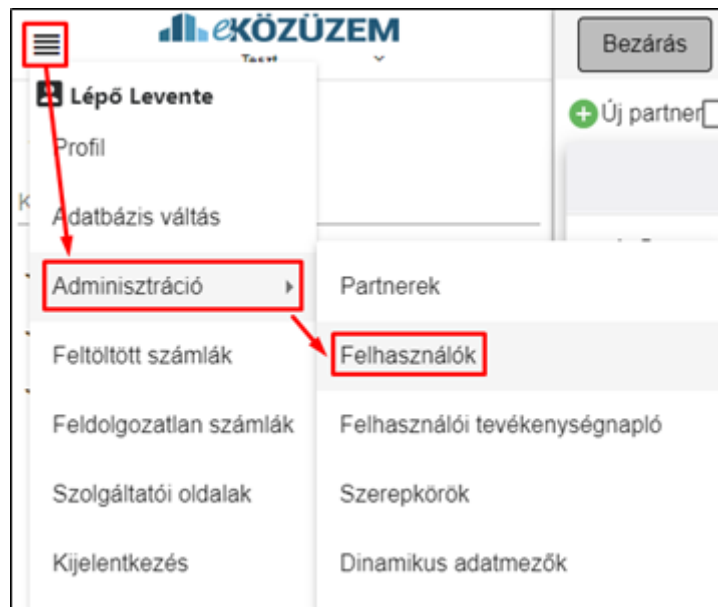 eKÖZÜZEM
Teszt
Bezárás
Lépő Levente
Új partner
Profil
K
Adatbázis váltás
Adminisztráció
Partnerek
Feltöltött számlák
Felhasználók
Feldolgozatlan számlák
Felhasználói tevékenységnapló
Szolgáltatói oldalak
Szerepkörök
Kijelentkezés
Dinamikus adatmezők